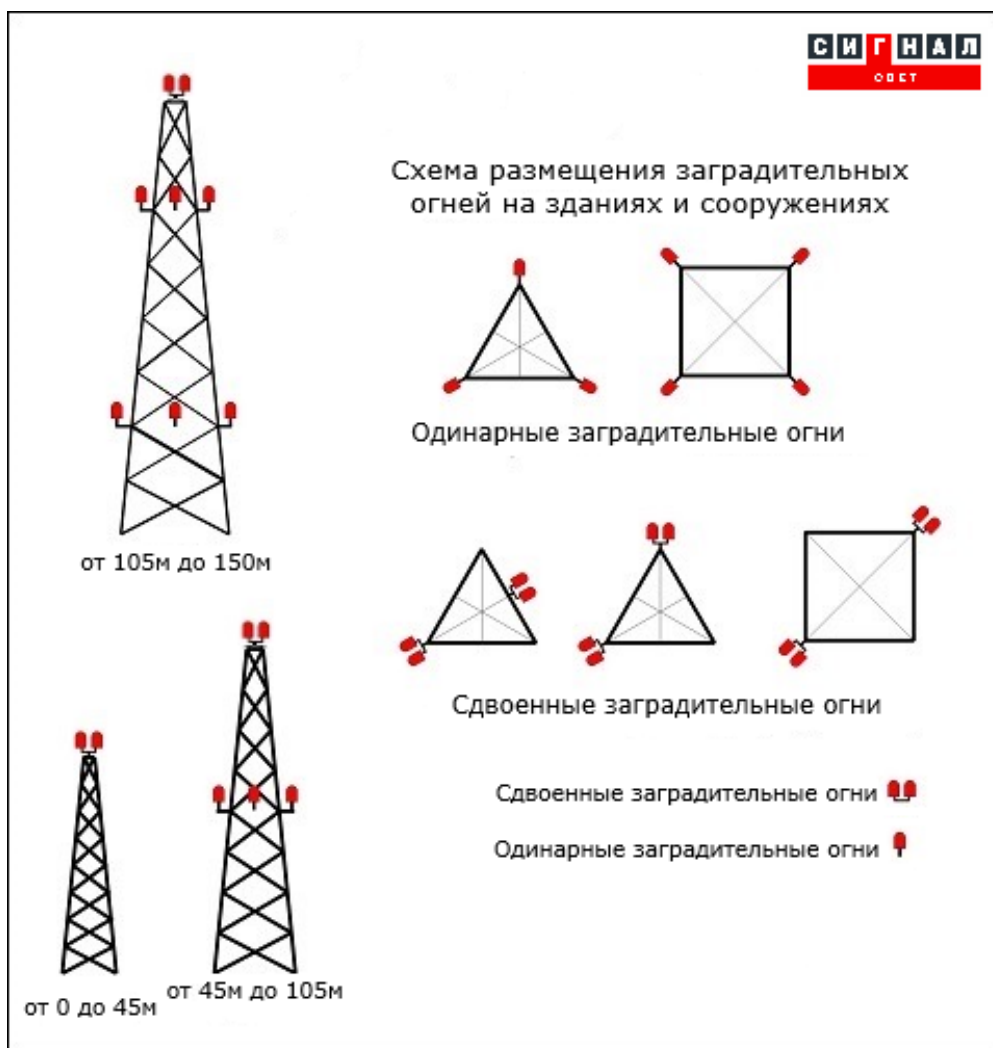 СИГНАЛ
СВЕТ
Схема размещения заградительных
огней на зданиях и сооружениях
Одинарные заградительные огни
от 105м до 150м
Сдвоенные заградительные огни
Сдвоенные заградительные огни
Одинарные заградительные огни
от 45м до 105м
от 0 до 45м